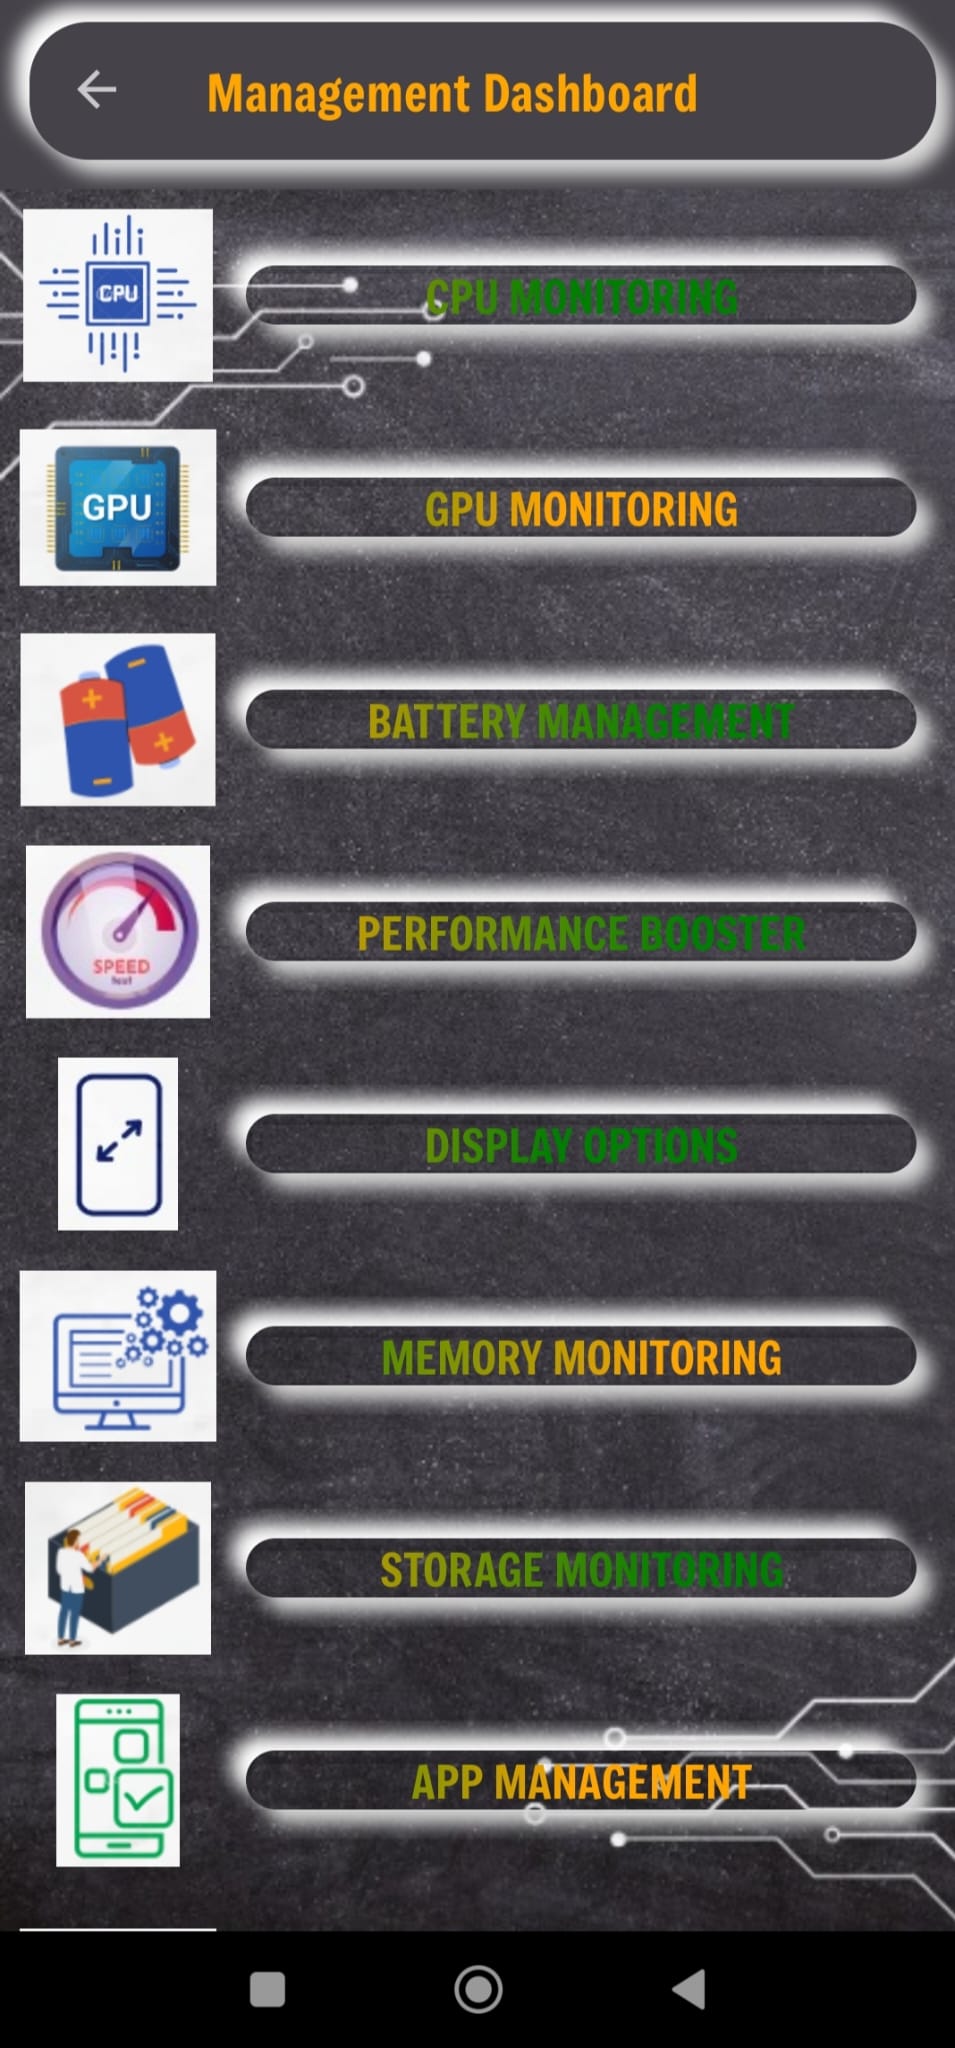 Management Dashboard
CPU
CPU MONITORING
GPU
GPU MONITORING
BATTERY MANAGEMENT
SPEED
test
PERFORMANCE BOOSTER
DISPLAY OPTIONS
MEMORY MONITORING
STORAGE MONITORING
APP MANAGEMENT